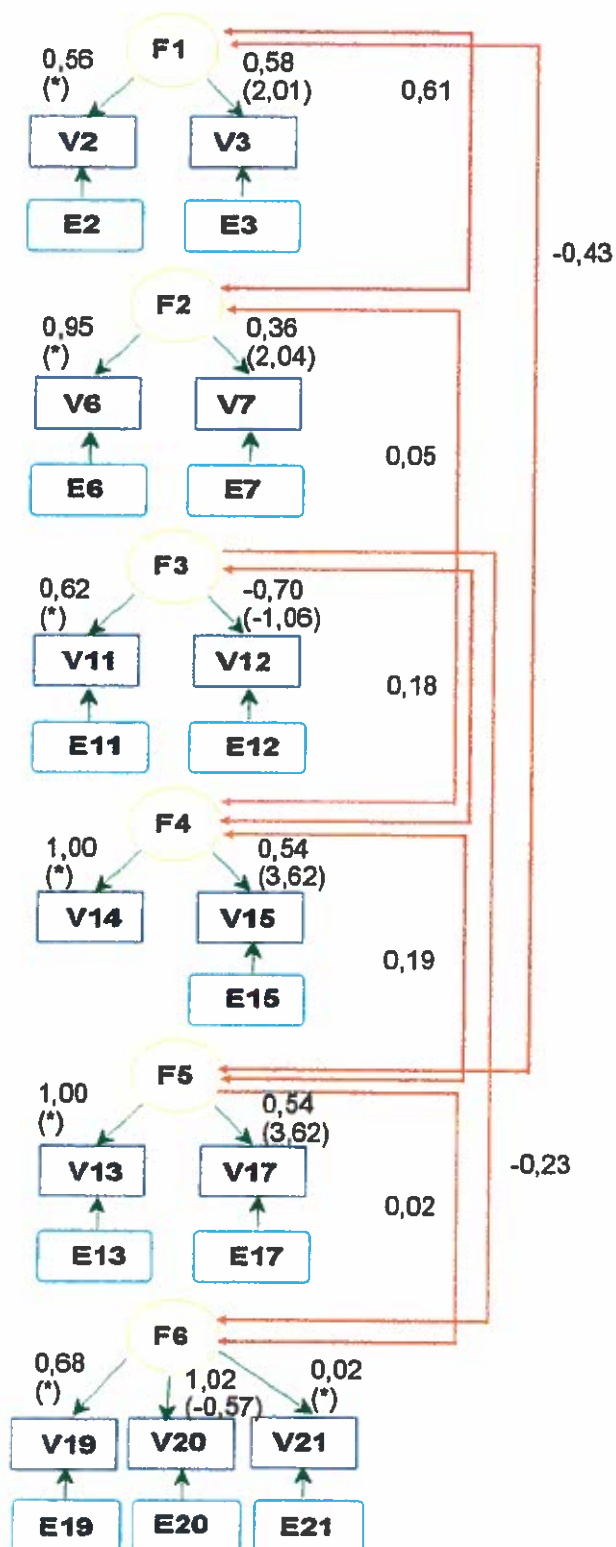 F1
0,56 0,58
(*) (2,01) 0,61
V2 V3
E2 E3
-0,43
F2
0,95 0,36
(*) (2,04)
V6 V7
0,05
E6 E7
F3
0,62 -0,70
(*) (-1,06)
V11 V12
0,18
E11 E12
F4
1,00 0,54
(*) (3,62)
V14 V15
0,19
E15
F5
1,00 0,54
(*) (3,62)
V13 V17 -0,23
0,02
E13 E17
F6
0,68 1,02 0,02
(*) (-0,57) (*)
V19 V20 V21
E19 E20 E21